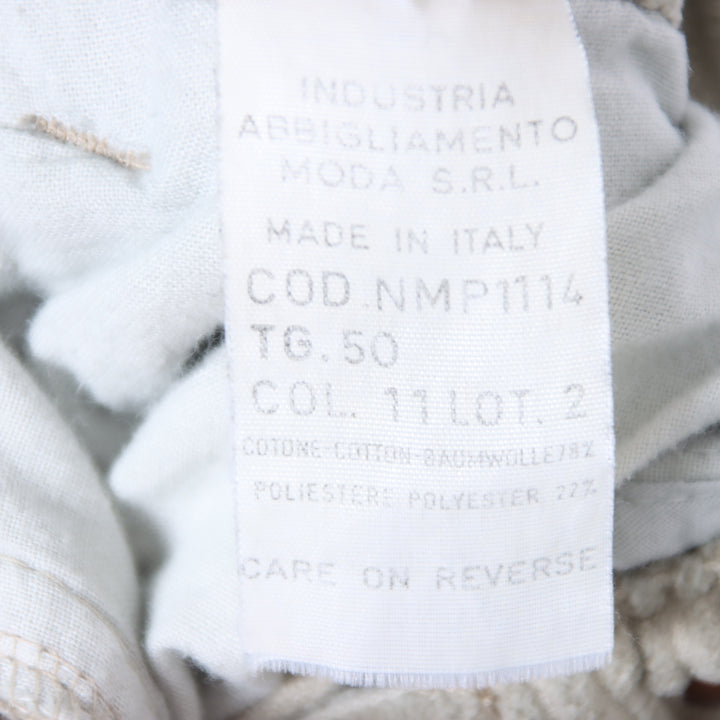 INDUSTRIA
ABBIGLIAMENTO
MODA S.R.L.
MADE IN ITALY
COD.NMP1114
TG.50
COL. 11 LOT. 2
COTONE-COTTON-BAUMWOLLE78%
POLIESTERE POLYESTER 22%
CARE ON REVERSE